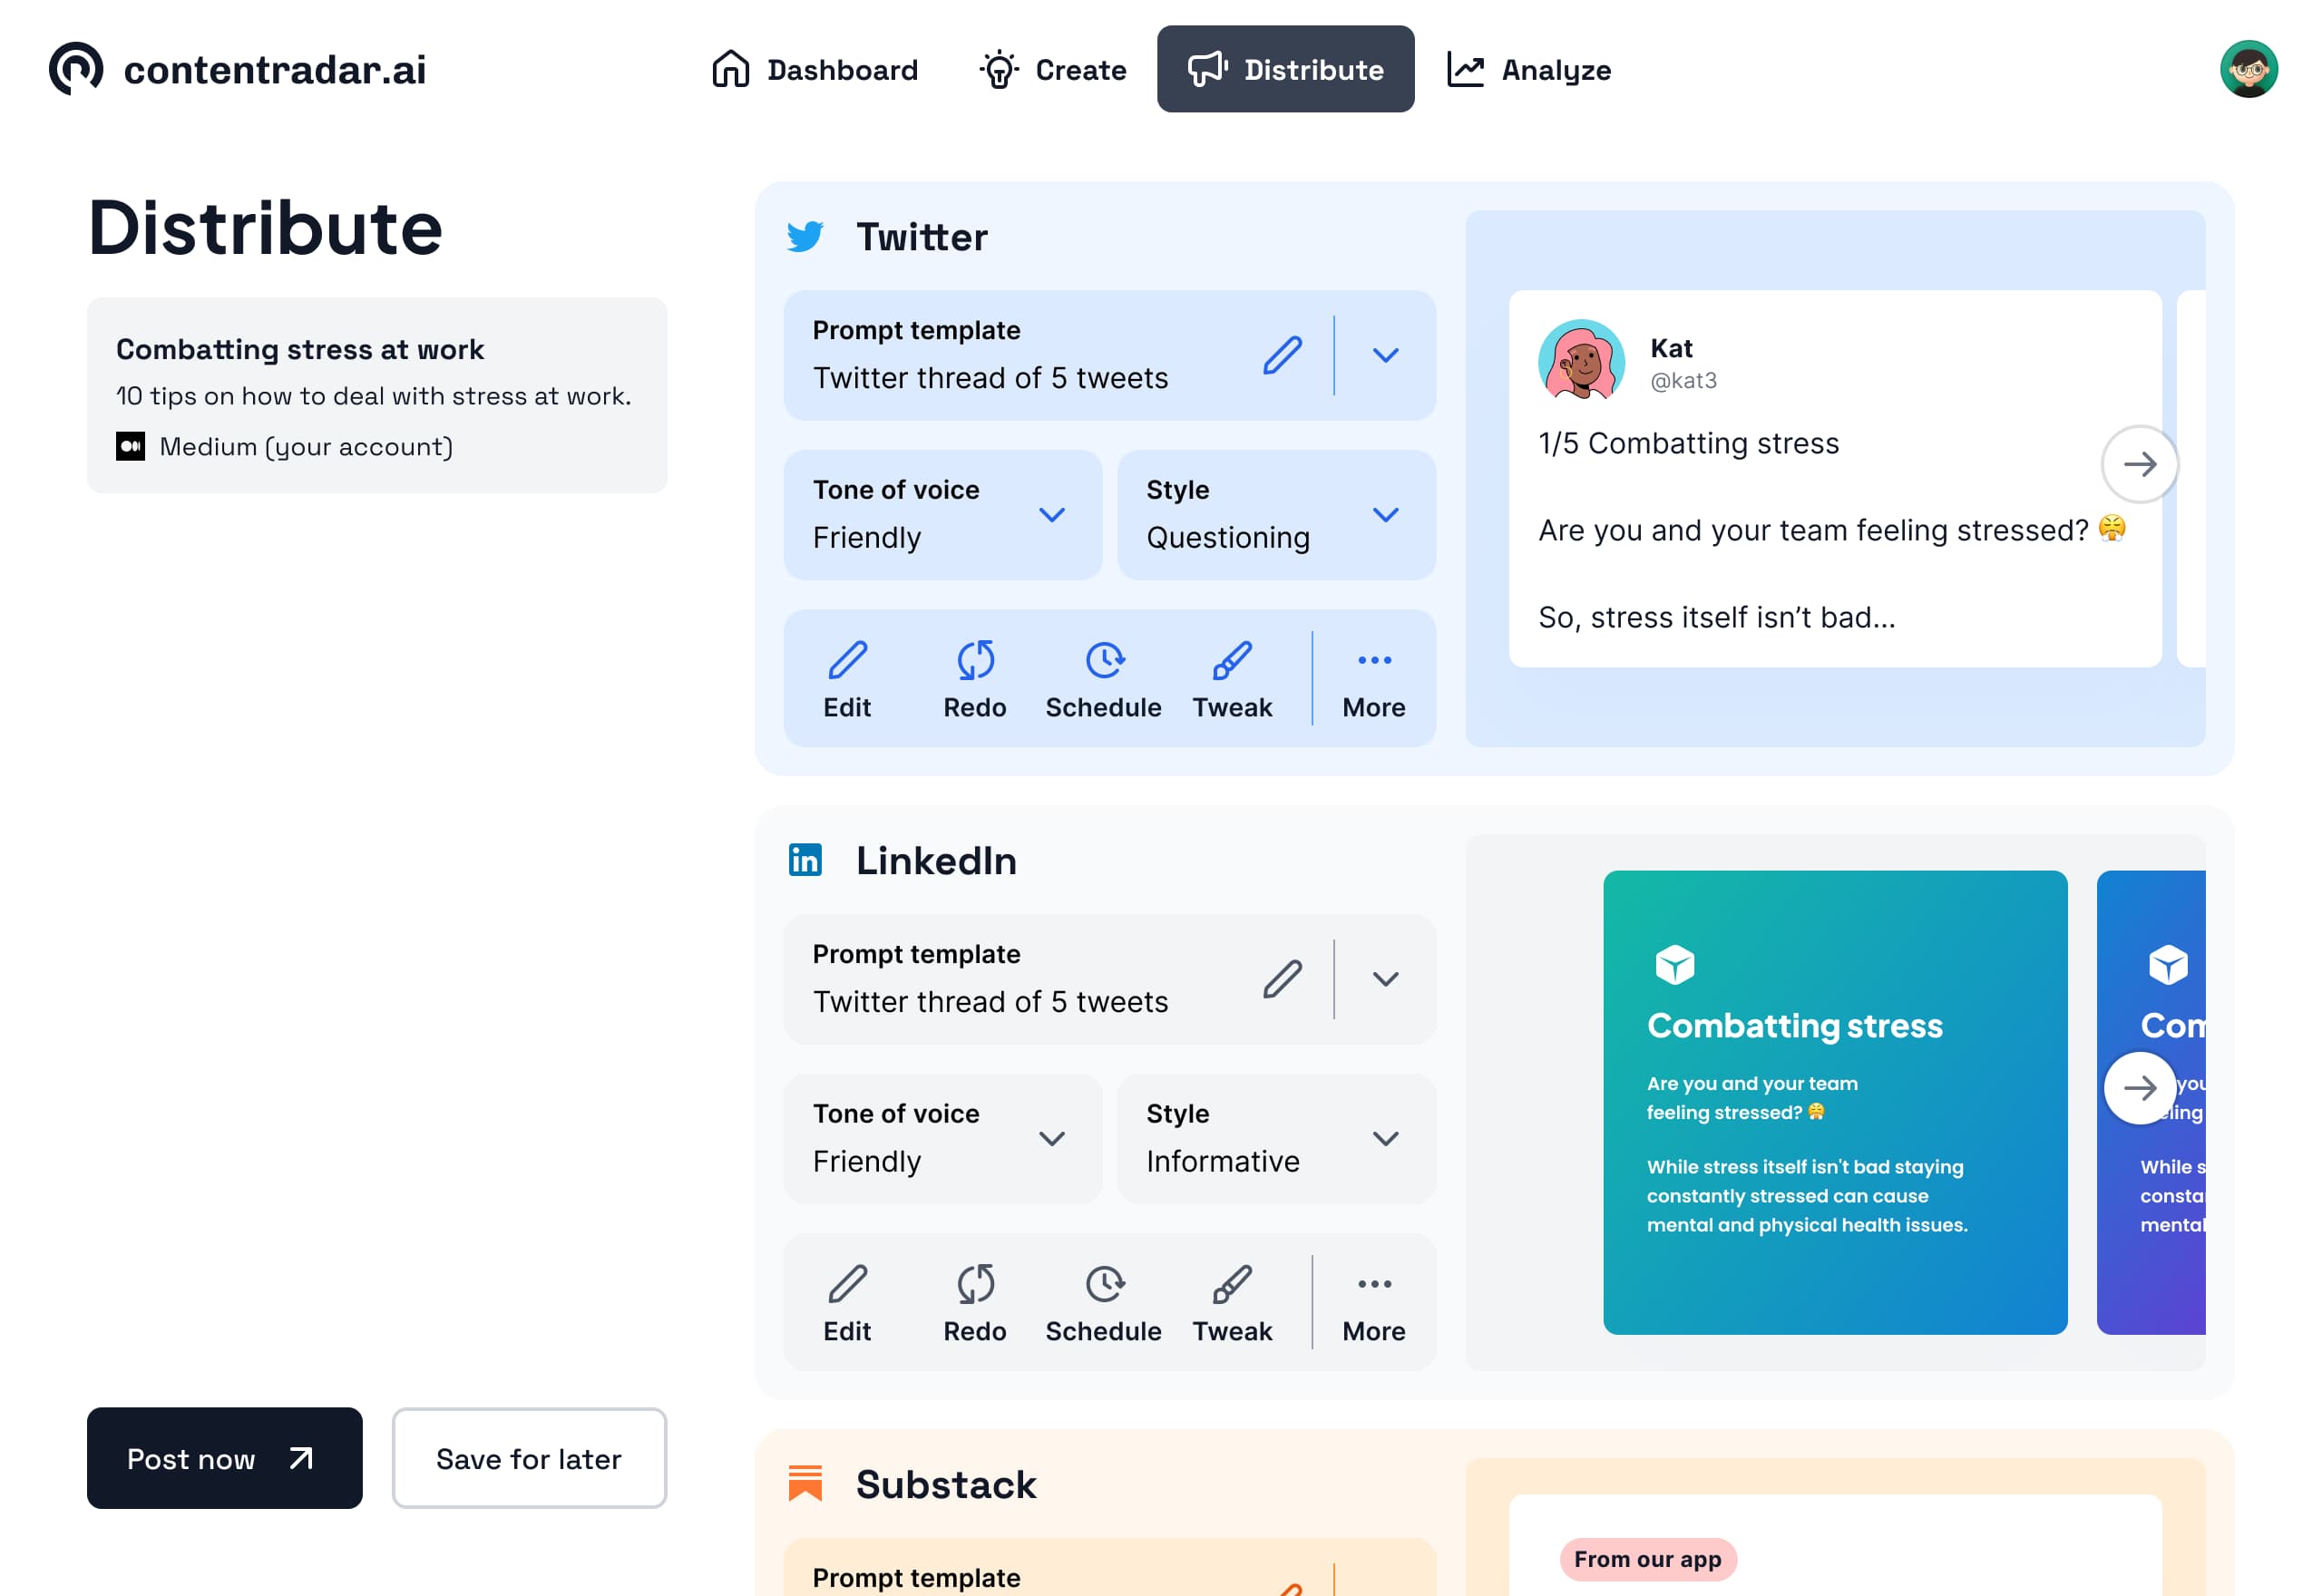 contentradar.ai
Dashboard
Create
Distribute
Analyze
Distribute
Combatting stress at work
10 tips on how to deal with stress at work.
Medium (your account)
Post now
Save for later
Twitter
Prompt template
Twitter thread of 5 tweets
Tone of voice
Friendly
Style
Questioning
Edit
Redo
Schedule
Tweak
More
Kat
@kat3
1/5 Combatting stress
Are you and your team feeling stressed? 😤
So, stress itself isn’t bad...
LinkedIn
in
Prompt template
Twitter thread of 5 tweets
Tone of voice
Friendly
Style
Informative
Edit
Redo
Schedule
Tweak
More
Combatting stress
Are you and your team
feeling stressed? 😤
While stress itself isn't bad staying
constantly stressed can cause
mental and physical health issues.
Com
you
eling
While s
consta
mental
Substack
Prompt template
From our app